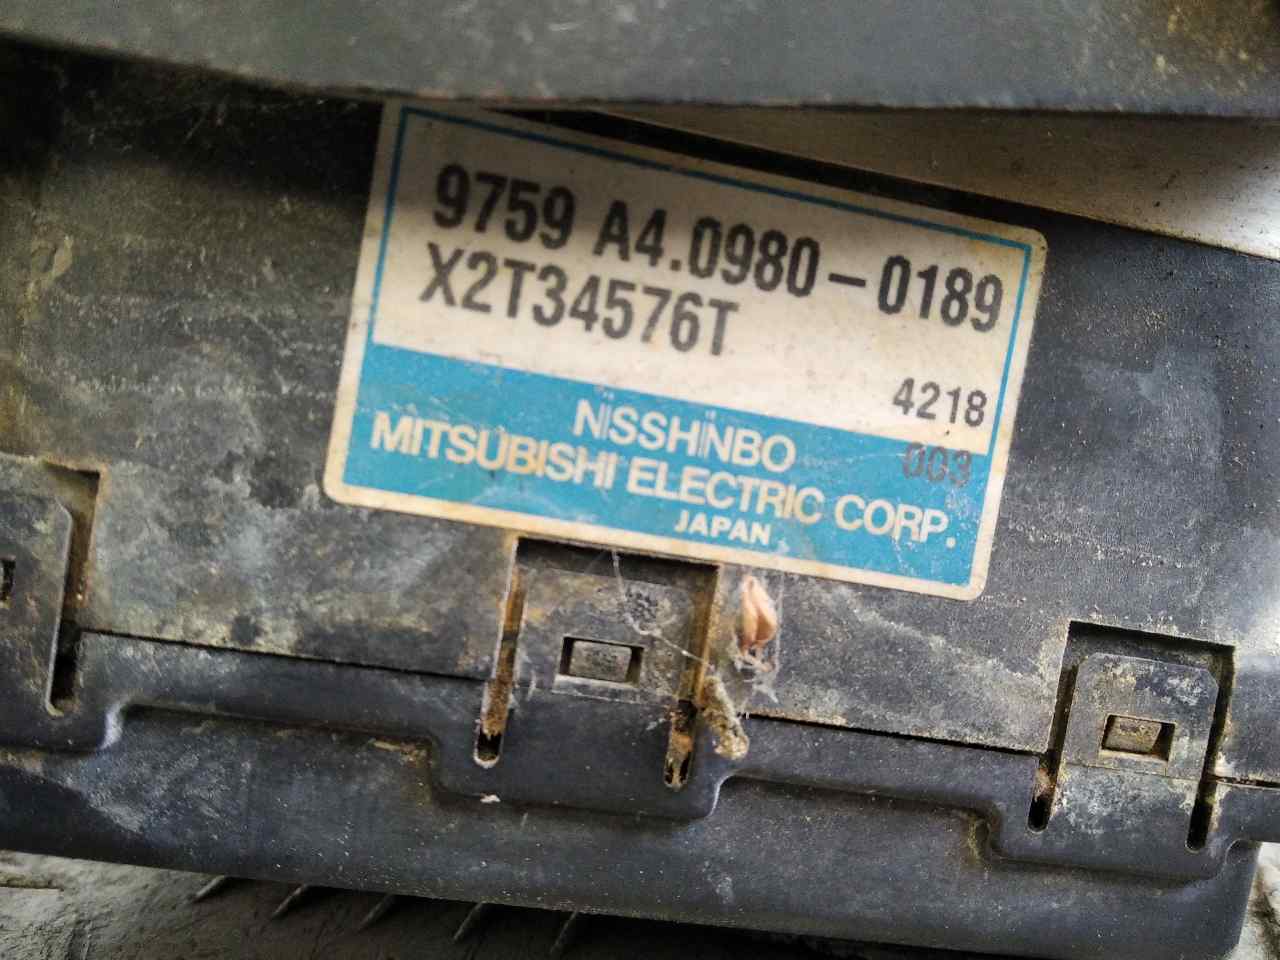 9759 A4.0980-0189
X2T34576T
4218
003
NISSHINBO
MITSUBISHI ELECTRIC CORP.
JAPAN